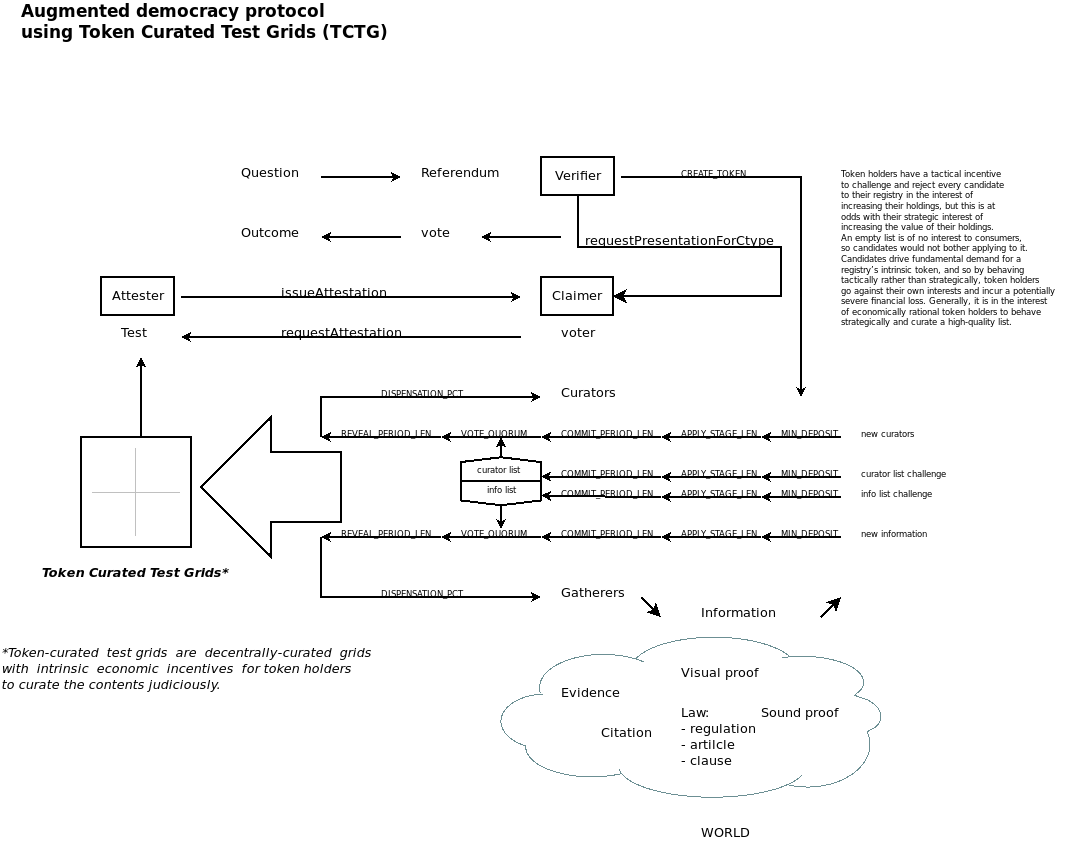 Augmented democracy protocol
using Token Curated Test Grids (TCTG)
Question
Referendum
Verifier
CREATE_TOKEN
Token holders have a tactical incentive
to challenge and reject every candidate
to their registry in the interest of
increasing their holdings, but this is at
odds with their strategic interest of
increasing the value of their holdings.
An empty list is of no interest to consumers,
so candidates would not bother applying to it.
Candidates drive fundamental demand for a
registry's intrinsic token, and so by behaving
tactically rather than strategically, token holders
go against their own interests and incur a potentially
severe financial loss. Generally, it is in the interest
of economically rational token holders to behave
strategically and curate a high-quality list.
Outcome
vote
requestPresentationForCtype
Attester
issueAttestation
Claimer
Test
requestAttestation
voter
DISPENSATION_PCT
Curators
REVEAL_PERIOD_LEN
VOTE_QUORUM
COMMIT_PERIOD_LEN
APPLY_STAGE_LEN
MIN_DEPOSIT
new curators
curator list
COMMIT_PERIOD_LEN
APPLY_STAGE_LEN
MIN_DEPOSIT
curator list challenge
info list
COMMIT_PERIOD_LEN
APPLY_STAGE_LEN
MIN_DEPOSIT
info list challenge
REVEAL_PERIOD_LEN
VOTE_QUORUM
COMMIT_PERIOD_LEN
APPLY_STAGE_LEN
MIN_DEPOSIT
new information
Token Curated Test Grids*
DISPENSATION_PCT
Gatherers
Information
*Token-curated test grids are decentrally-curated grids
with intrinsic economic incentives for token holders
to curate the contents judiciously.
Visual proof
Evidence
Law:
- regulation
- artilcle
- clause
Sound proof
Citation
WORLD